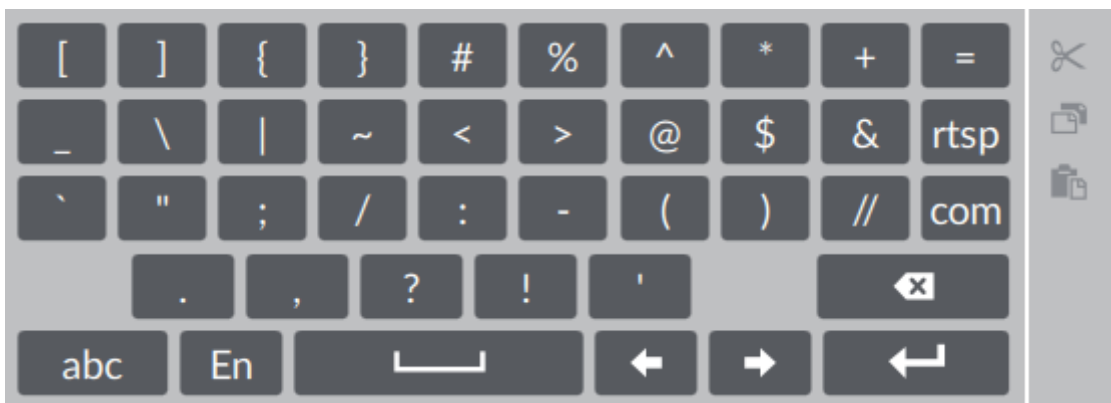 [ ] { } # % ^ * + =
_ \ | ~ < > @ $ & rtsp
` " ; / : - ( ) // com
. , ? ! '
abc En